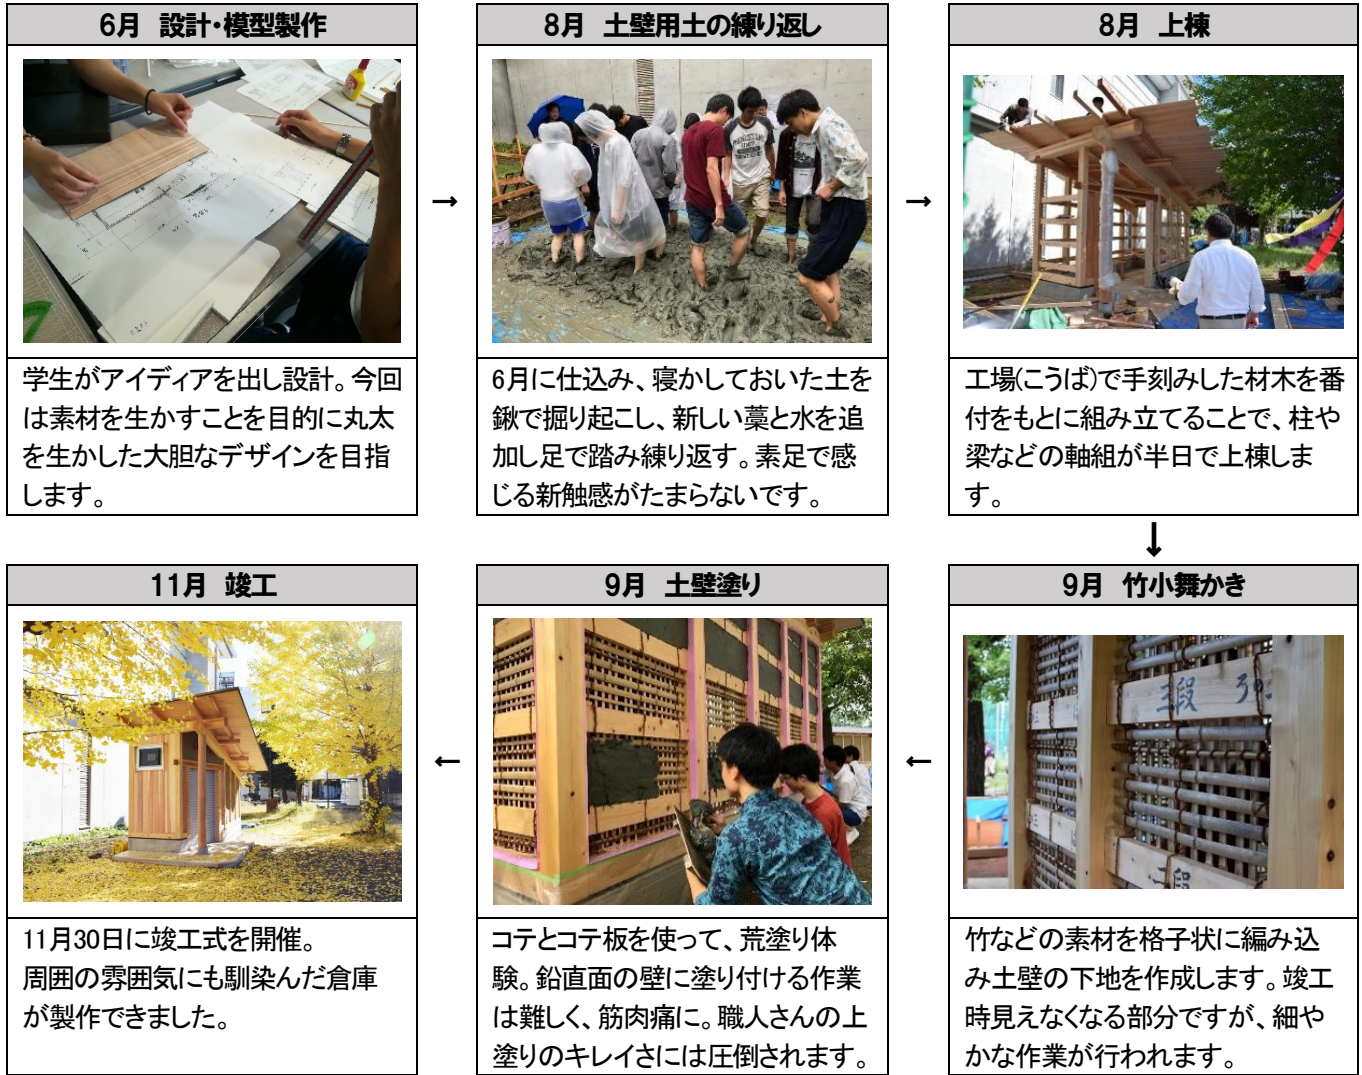 6月 設計・模型製作
学生がアイディアを出し設計。今回
は素材を生かすことを目的に丸太
を生かした大胆なデザインを目指
します。
→
8月 土壁用土の練り返し
6月に仕込み、寝かしておいた土を
鍬で掘り起こし、新しい藁と水を追
加し足で踏み練り返す。素足で感
じる新触感がたまらないです。
→
8月 上棟
工場(こうば)で手刻みした材木を番
付をもとに組み立てることで、柱や
梁などの軸組が半日で上棟しま
す。
↓
9月 竹小舞かき
三段
竹などの素材を格子状に編み込
み土壁の下地を作成します。竣工
時見えなくなる部分ですが、細や
かな作業が行われます。
←
9月 土壁塗り
コテとコテ板を使って、荒塗り体
験。鉛直面の壁に塗り付ける作業
は難しく、筋肉痛に。職人さんの上
塗りのキレイさには圧倒されます。
←
11月 竣工
11月30日に竣工式を開催。
周囲の雰囲気にも馴染んだ倉庫
が製作できました。